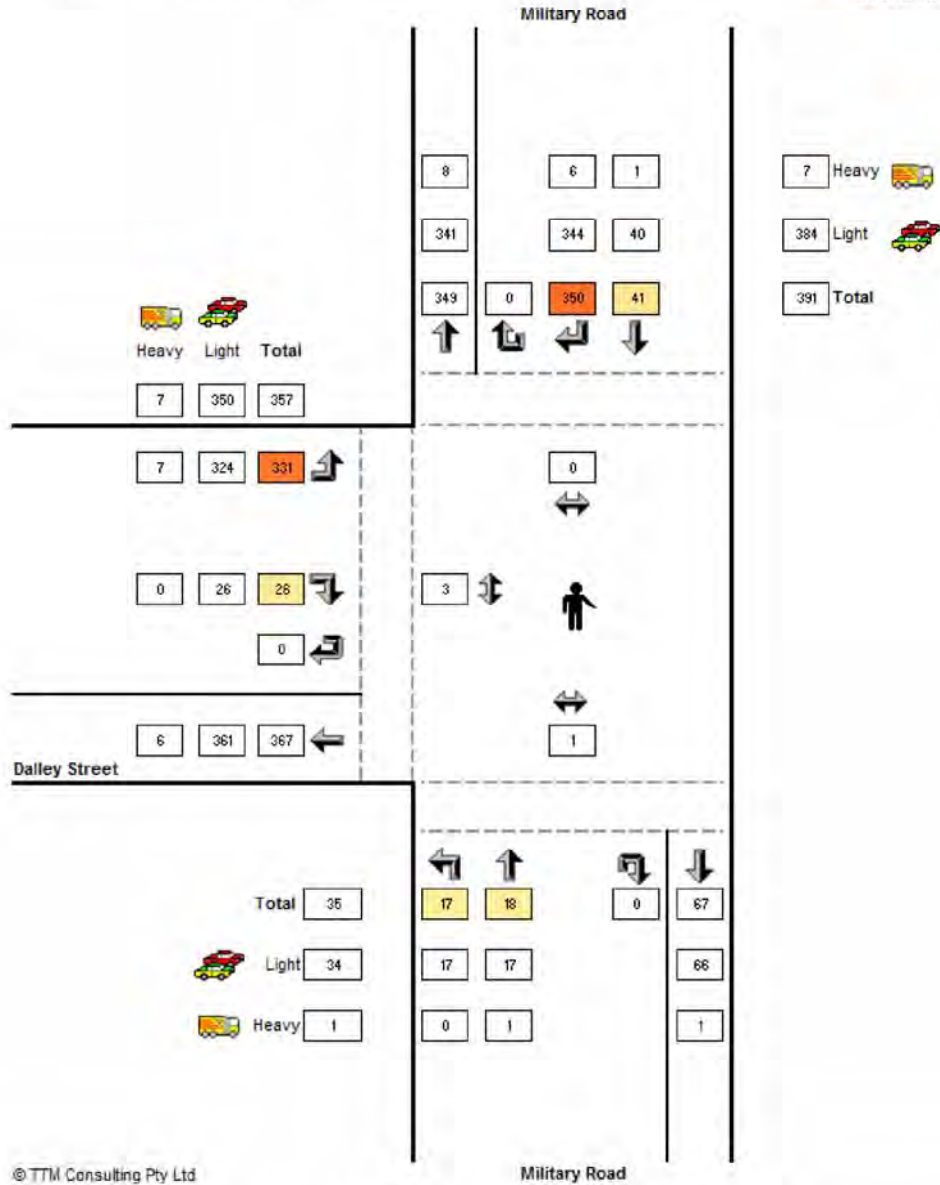 Military Road
8 6 1 7 Heavy
341 344 40 384 Light
349 0 350 41 391 Total
Heavy Light Total
7 350 357
7 324 331 0
0 26 26 3
0
6 361 367 1
Dalley Street
Total 35 17 18 0 67
Light 34 17 17 66
Heavy 1 0 1 1
© TTM Consulting Pty Ltd Military Road